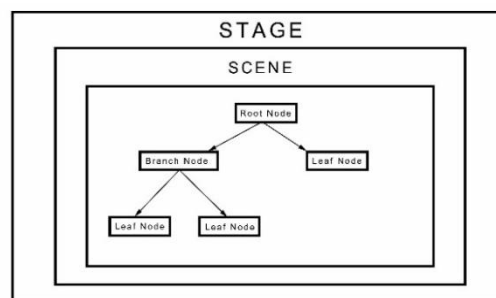 STAGE
SCENE
Root Node
Branch Node
Leaf Node
Leaf Node
Leaf Node